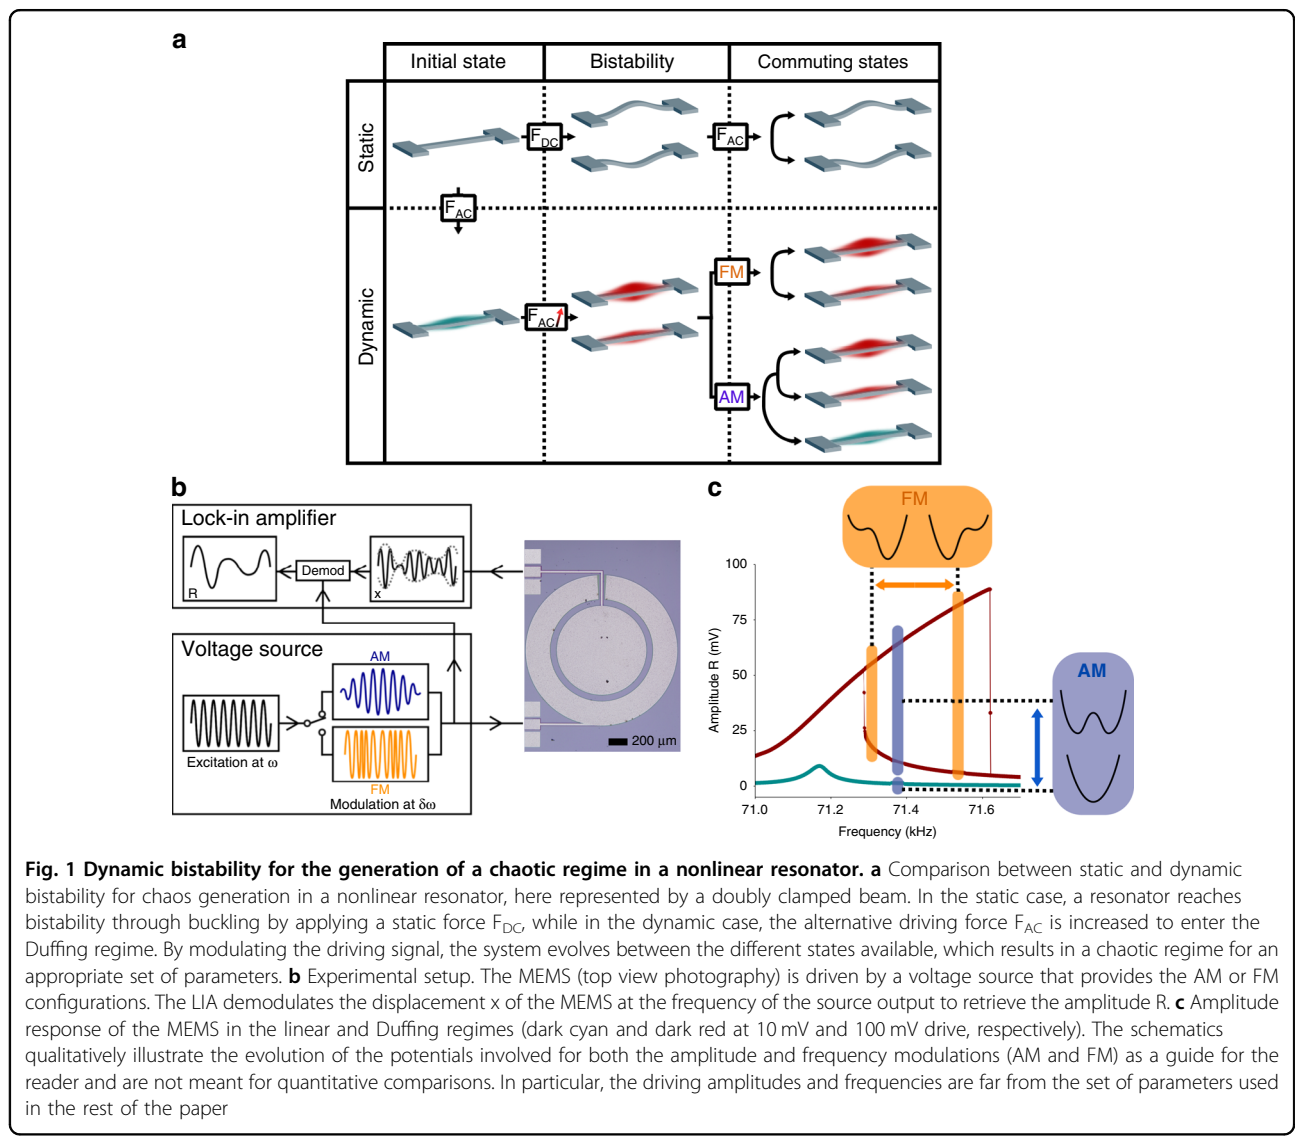 a
Initial state
Bistability
Commuting states
Static
F_DC
F_AC
F_AC
Dynamic
F_AC
FM
AM
b
Lock-in amplifier
R
Demod
x
Voltage source
AM
Excitation at ω
FM
Modulation at δω
200 μm
c
FM
100
75
50
25
0
Amplitude R (mV)
71.0
71.2
71.4
71.6
Frequency (kHz)
AM
Fig. 1 Dynamic bistability for the generation of a chaotic regime in a nonlinear resonator. a Comparison between static and dynamic
bistability for chaos generation in a nonlinear resonator, here represented by a doubly clamped beam. In the static case, a resonator reaches
bistability through buckling by applying a static force F_DC, while in the dynamic case, the alternative driving force F_AC is increased to enter the
Duffing regime. By modulating the driving signal, the system evolves between the different states available, which results in a chaotic regime for an
appropriate set of parameters. b Experimental setup. The MEMS (top view photography) is driven by a voltage source that provides the AM or FM
configurations. The LIA demodulates the displacement x of the MEMS at the frequency of the source output to retrieve the amplitude R. c Amplitude
response of the MEMS in the linear and Duffing regimes (dark cyan and dark red at 10 mV and 100 mV drive, respectively). The schematics
qualitatively illustrate the evolution of the potentials involved for both the amplitude and frequency modulations (AM and FM) as a guide for the
reader and are not meant for quantitative comparisons. In particular, the driving amplitudes and frequencies are far from the set of parameters used
in the rest of the paper